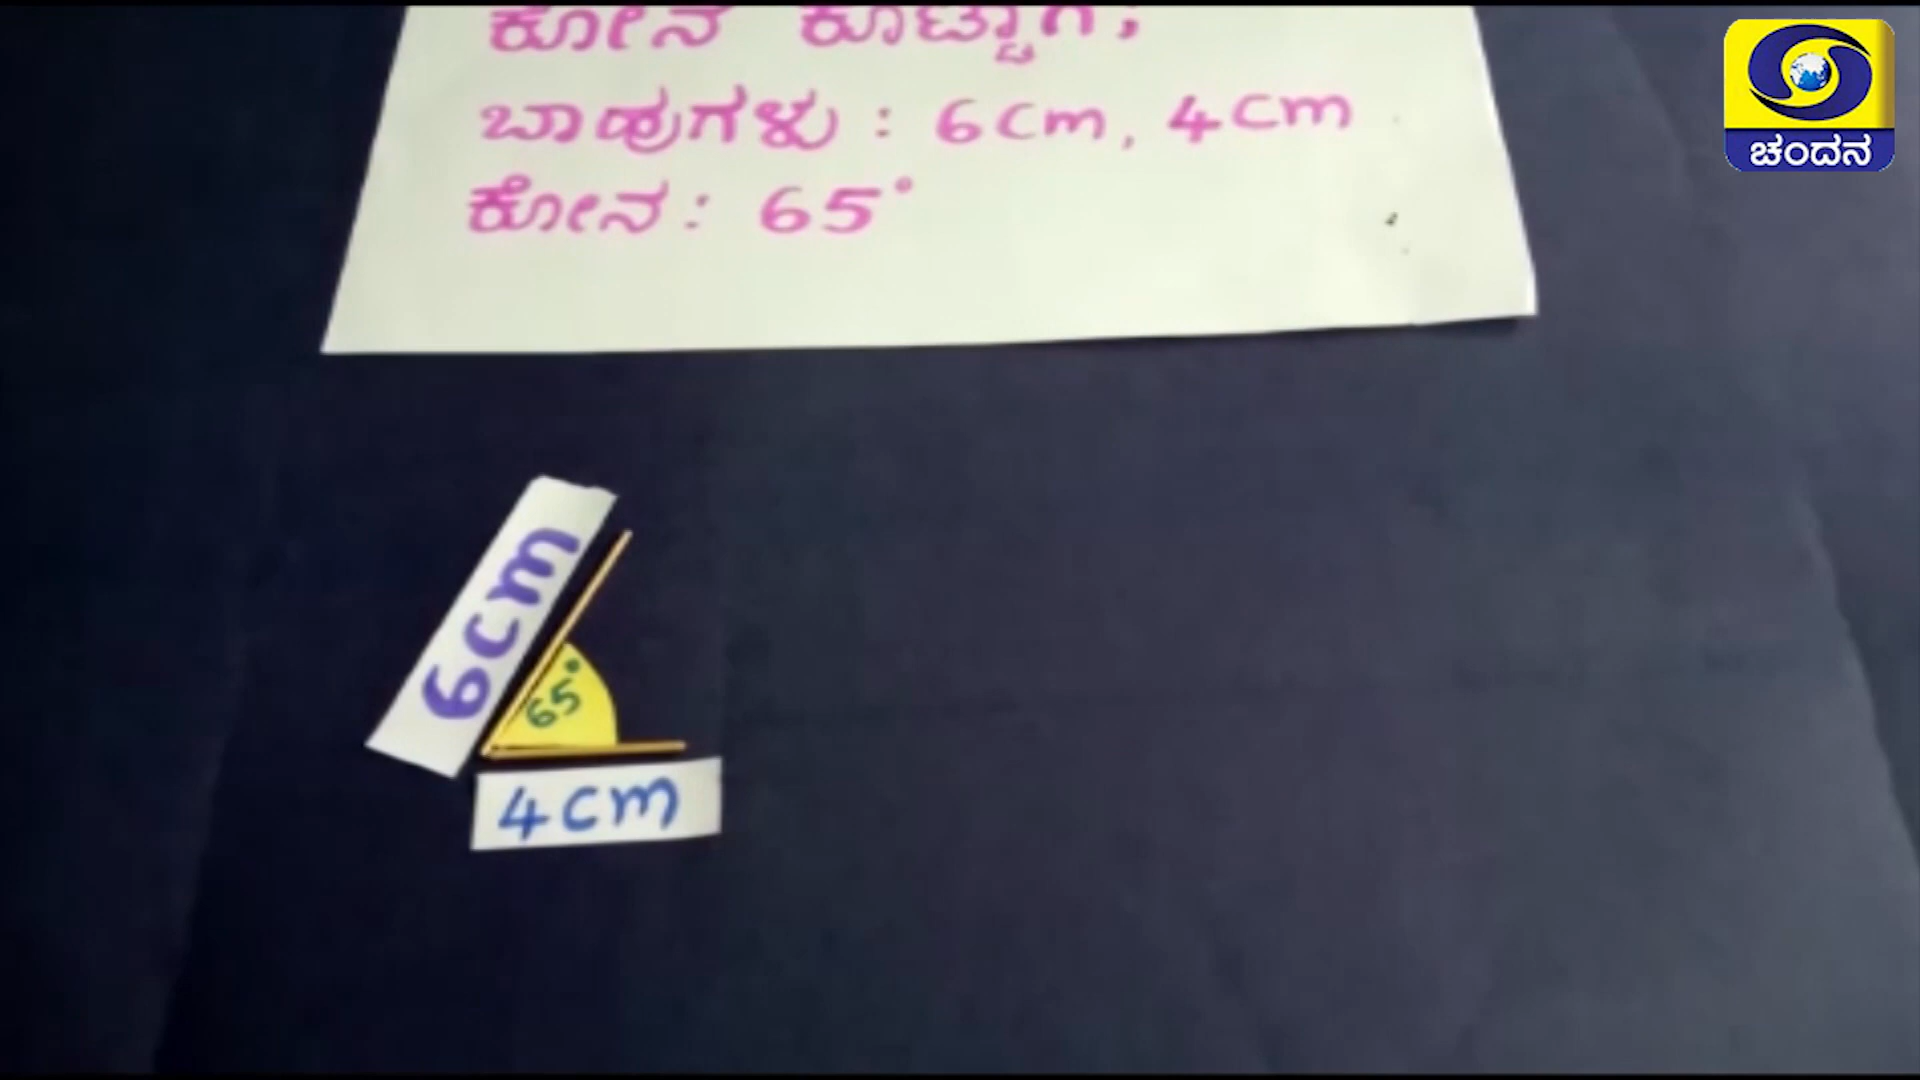 ಕೋನ ಕೊಟ್ಟಾಗ;
ಬಾಹುಗಳು : 6cm, 4cm
ಕೋನ: 65°
ಚಂದನ
6cm
65°
4cm